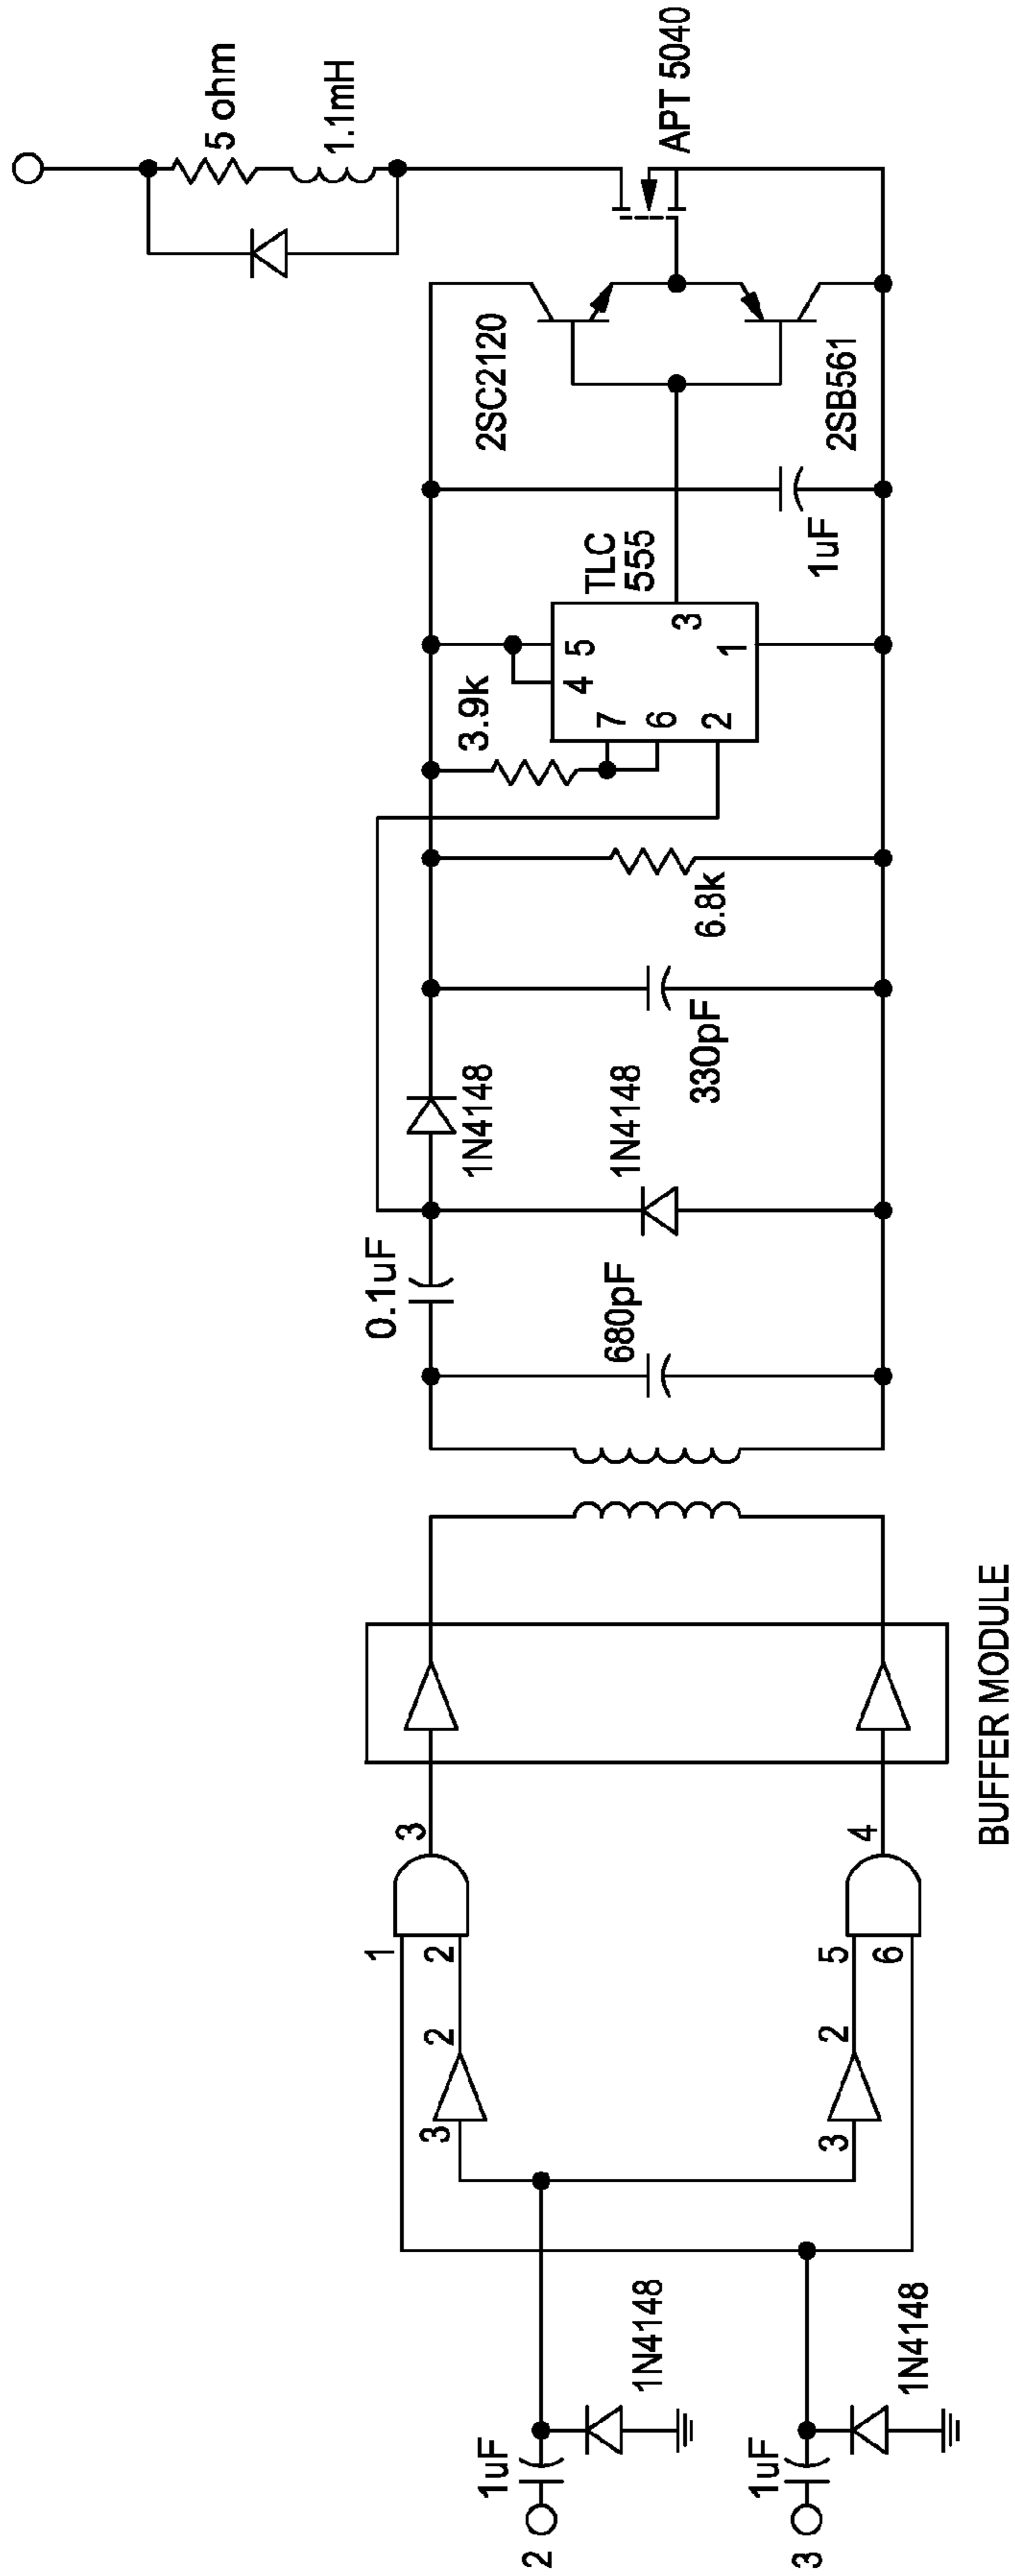 2
1uF
1N4148
3
1uF
1N4148
3
2
3
2
1
2
3
5
6
4
BUFFER MODULE
0.1uF
680pF
1N4148
1N4148
330pF
6.8k
3.9k
7
6
2
4
5
3
1
TLC
555
1uF
2SC2120
2SB561
APT 5040
5 ohm
1.1mH